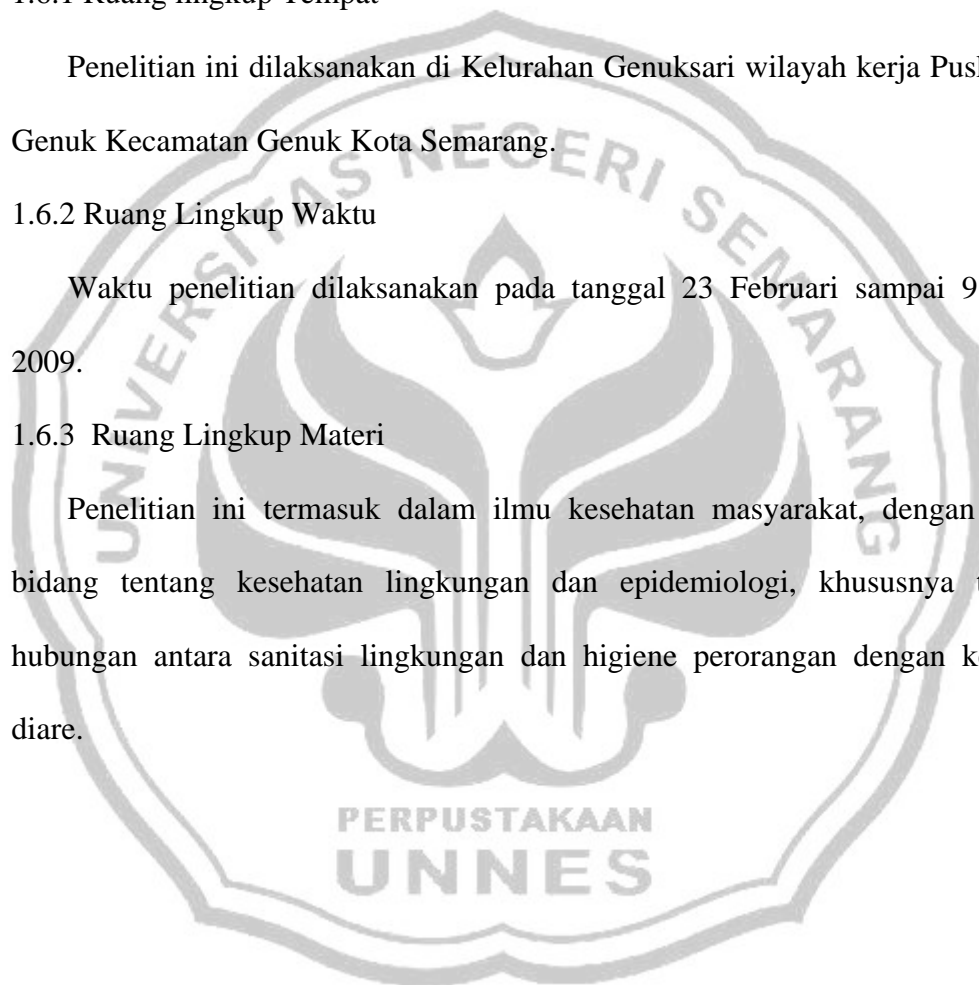 1.6.1 Ruang lingkup Tempat
Penelitian ini dilaksanakan di Kelurahan Genuksari wilayah kerja
Genuk Kecamatan Genuk Kota Semarang.
1.6.2 Ruang Lingkup Waktu
Waktu penelitian dilaksanakan pada tanggal 23 Februari sampai 9
2009.
1.6.3 Ruang Lingkup Materi
Penelitian ini termasuk dalam ilmu kesehatan masyarakat, dengan
bidang tentang kesehatan lingkungan dan epidemiologi, khususnya
hubungan antara sanitasi lingkungan dan higiene perorangan dengan
diare.
UNIVERSITAS NEGERI SEMARANG
PERPUSTAKAAN
UNNES